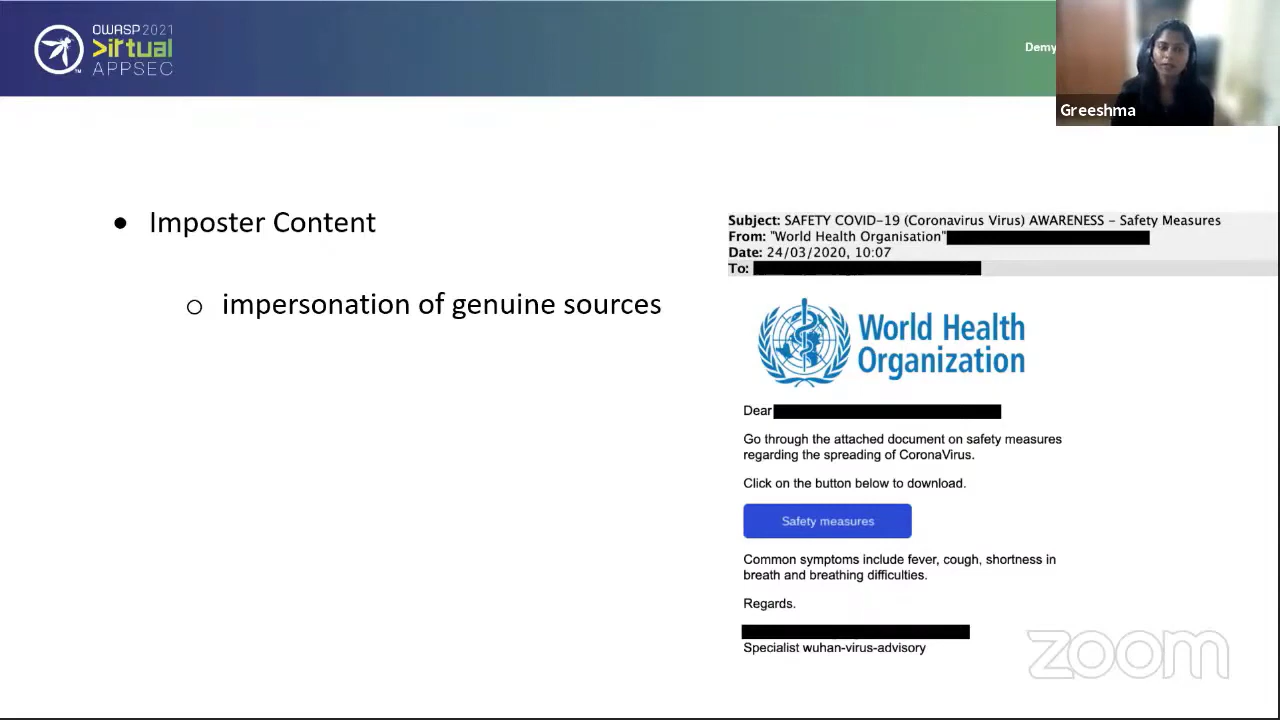 OWASP 2021
Virtual
APPSEC
Demy
Greeshma
• Imposter Content
o impersonation of genuine sources
Subject: SAFETY COVID-19 (Coronavirus Virus) AWARENESS – Safety Measures
From: "World Health Organisation"
Date: 24/03/2020, 10:07
To:
World Health
Organization
Dear
Go through the attached document on safety measures
regarding the spreading of CoronaVirus.
Click on the button below to download.
Safety measures
Common symptoms include fever, cough, shortness in
breath and breathing difficulties.
Regards.
Specialist wuhan-virus-advisory
zoom